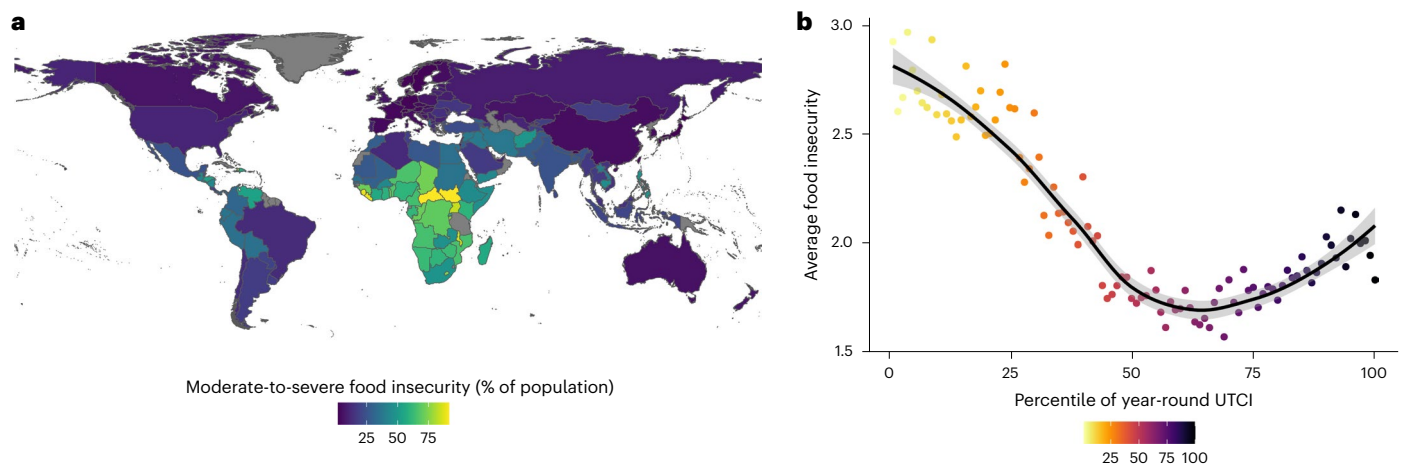 a
Moderate-to-severe food insecurity (% of population)
25 50 75
b
Average food insecurity
3.0
2.5
2.0
1.5
0 25 50 75 100
Percentile of year-round UTCI
25 50 75 100